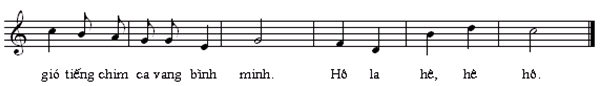 gió tiếng chim ca vang bình minh. Hô la hê, hê hô.